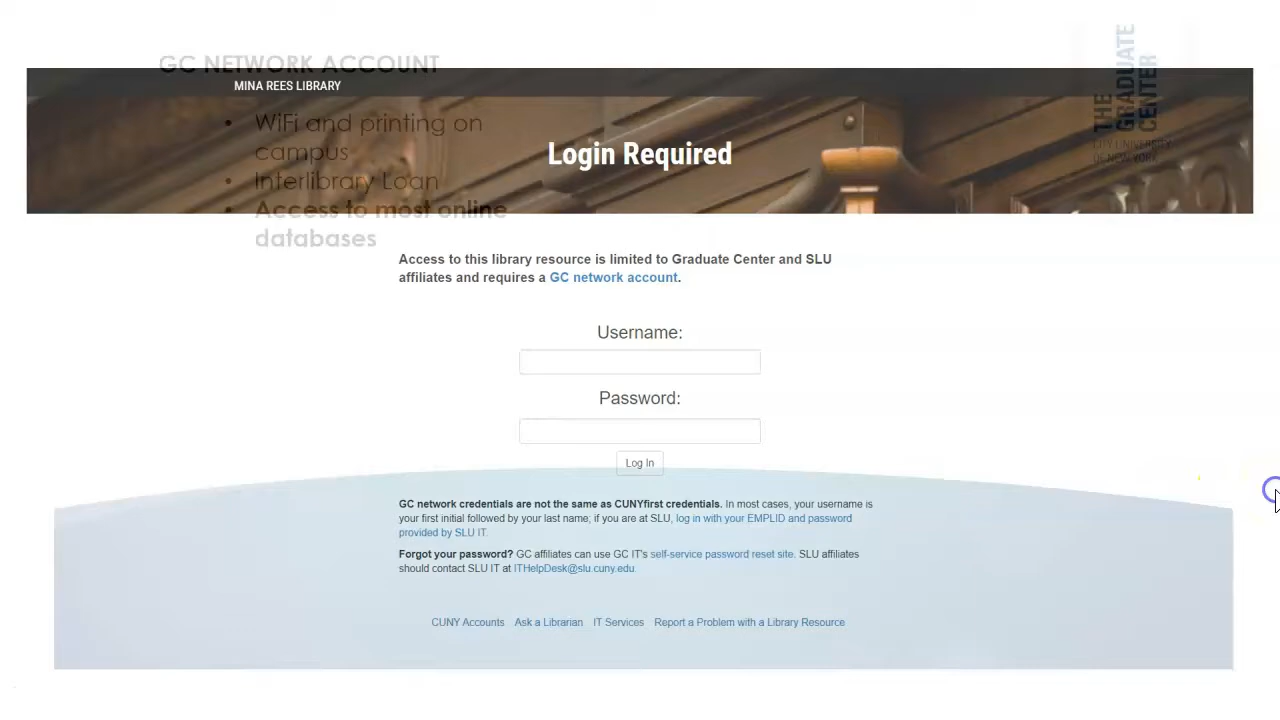 GC NETWORK ACCOUNT
MINA REES LIBRARY
• WiFi and printing on
campus
• Interlibrary Loan
• Access to most online
databases
Login Required
THE
GRADUATE
CENTER
CITY UNIVERSITY
OF NEW YORK
Access to this library resource is limited to Graduate Center and SLU
affiliates and requires a GC network account.
Username:
Password:
Log In
GC network credentials are not the same as CUNYfirst credentials. In most cases, your username is
your first initial followed by your last name; if you are at SLU, log in with your EMPLID and password
provided by SLU IT.
Forgot your password? GC affiliates can use GC IT's self-service password reset site. SLU affiliates
should contact SLU IT at ITHelpDesk@slu.cuny.edu.
CUNY Accounts Ask a Librarian IT Services Report a Problem with a Library Resource